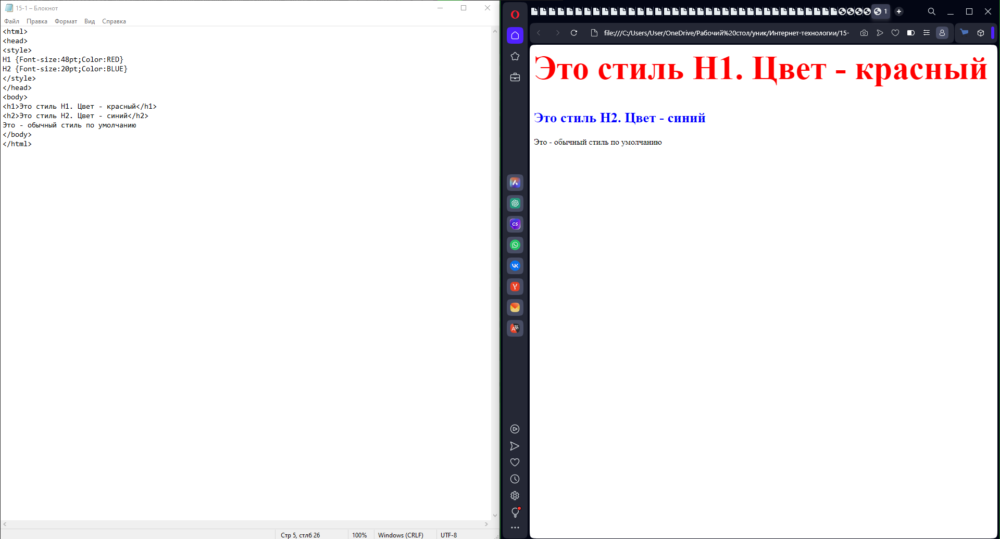 15-1 – Блокнот
Файл Правка Формат Вид Справка
<html>
<head>
<style>
H1 {Font-size:48pt;Color:RED}
H2 {Font-size:20pt;Color:BLUE}
</style>
</head>
<body>
<h1>Это стиль H1. Цвет - красный</h1>
<h2>Это стиль H2. Цвет - синий</h2>
Это - обычный стиль по умолчанию
</body>
</html>
Стр 5, стлб 26 100% Windows (CRLF) UTF-8
1
file:///C:/Users/User/OneDrive/Рабочий%20стол/уник/Интернет-технологии/15-
Это стиль H1. Цвет - красный
Это стиль H2. Цвет - синий
Это - обычный стиль по умолчанию
CS